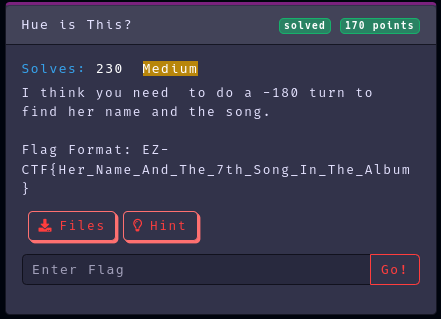 Hue is This?
solved
170 points
Solves: 230 Medium
I think you need  to do a -180 turn to
find her name and the song.
Flag Format: EZ-
CTF{Her_Name_And_The_7th_Song_In_The_Album
}
Files
Hint
Enter Flag
Go!